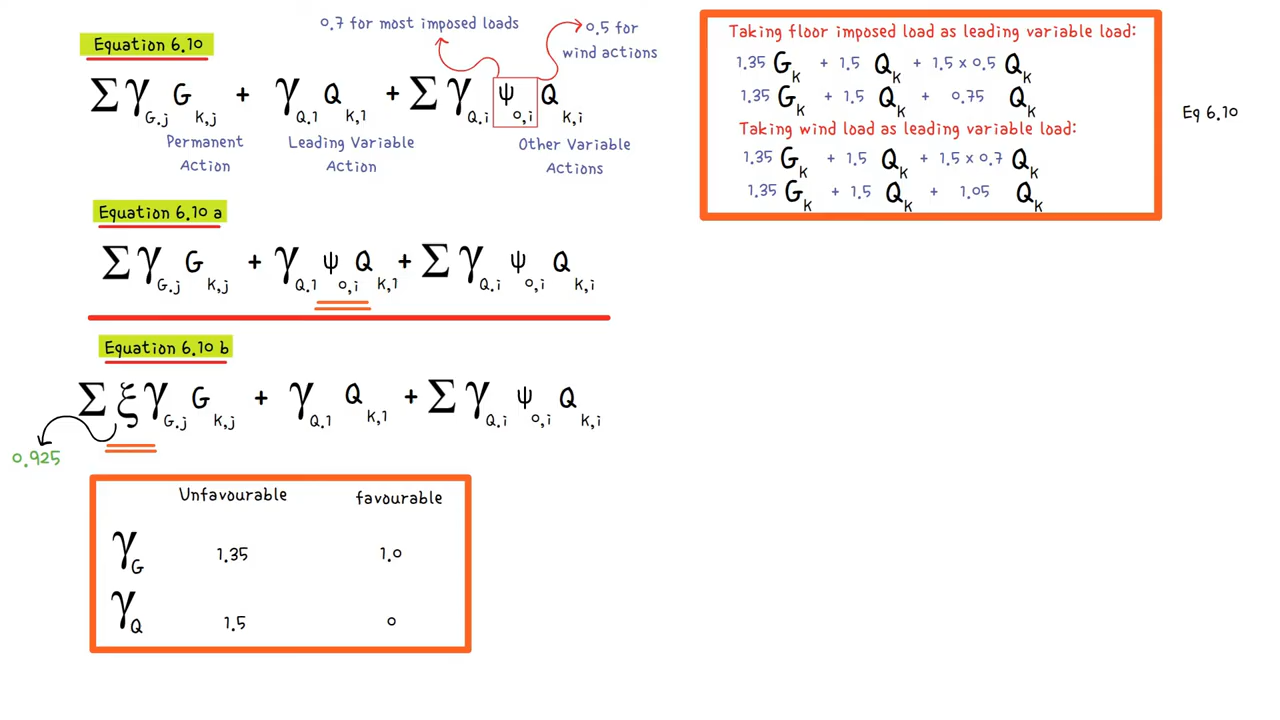 0.7 for most imposed loads
0.5 for
wind actions
Equation 6.10
Σ γG.j Gk,j + γQ.1 Qk,1 + Σ γQ.i ψ0,i Qk,i
Permanent Action
Leading Variable Action
Other Variable Actions
Equation 6.10 a
Σ γG.j Gk,j + γQ.1 ψ0,i Qk,1 + Σ γQ.i ψ0,i Qk,i
Equation 6.10 b
Σ ξ γG.j Gk,j + γQ.1 Qk,1 + Σ γQ.i ψ0,i Qk,i
0.925
Unfavourable favourable
γG 1.35 1.0
γQ 1.5 0
Taking floor imposed load as leading variable load:
1.35 Gk + 1.5 Qk + 1.5 x 0.5 Qk
1.35 Gk + 1.5 Qk + 0.75 Qk
Taking wind load as leading variable load:
1.35 Gk + 1.5 Qk + 1.5 x 0.7 Qk
1.35 Gk + 1.5 Qk + 1.05 Qk
Eq 6.10